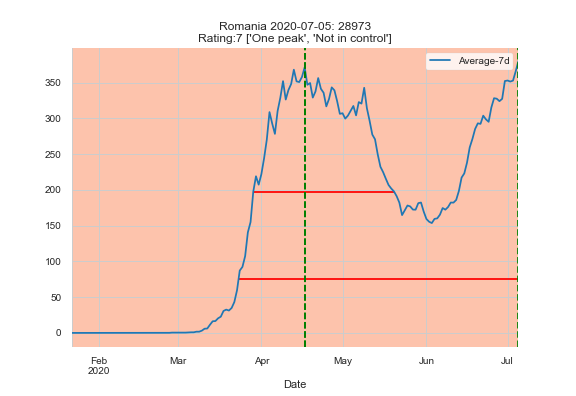 Romania 2020-07-05: 28973
Rating:7 ['One peak', 'Not in control']
Average-7d
350
300
250
200
150
100
50
0
Feb Mar Apr May Jun Jul
2020
Date